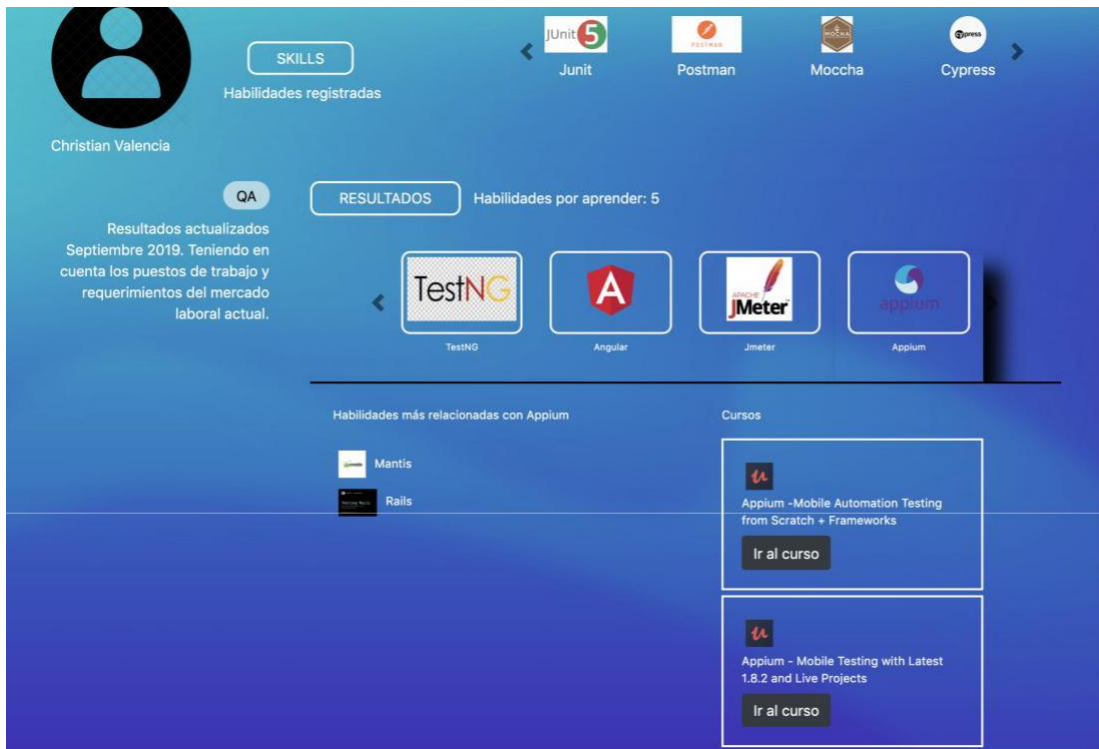 JUnit 5
POSTMAN
MOCHA
cypress
Junit
Postman
Moccha
Cypress
SKILLS
Habilidades registradas
Christian Valencia
QA
Resultados actualizados
Septiembre 2019. Teniendo en
cuenta los puestos de trabajo y
requerimientos del mercado
laboral actual.
RESULTADOS
Habilidades por aprender: 5
TestNG
A
APACHE
JMeter
appium
TestNG
Angular
Jmeter
Appium
Habilidades más relacionadas con Appium
Mantis
Rails
Cursos
Appium -Mobile Automation Testing
from Scratch + Frameworks
Ir al curso
Appium - Mobile Testing with Latest
1.8.2 and Live Projects
Ir al curso